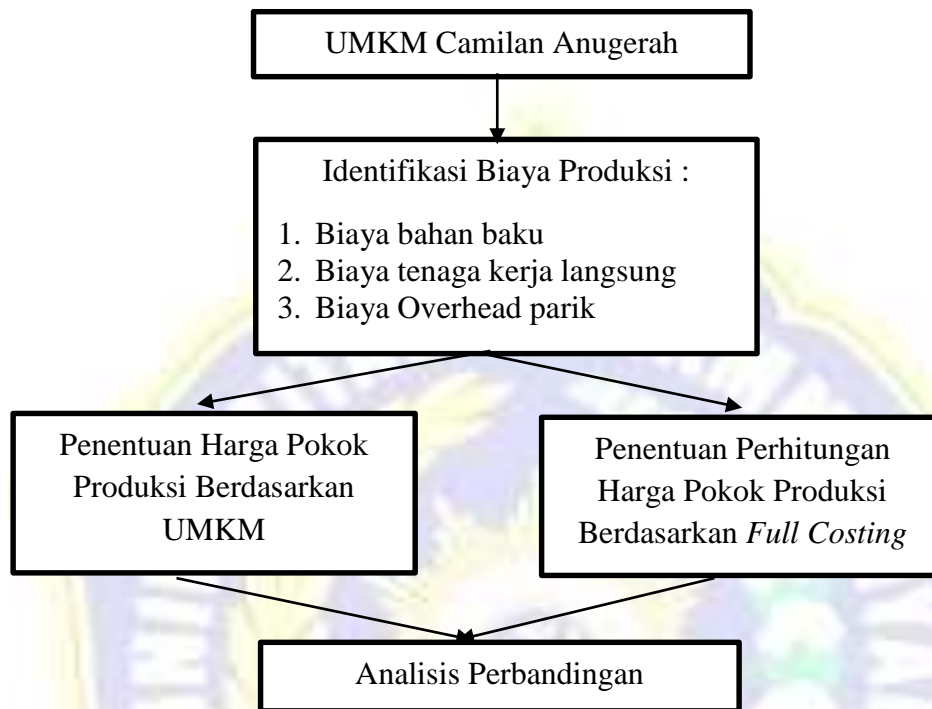 UMKM Camilan Anugerah
Identifikasi Biaya Produksi :
1. Biaya bahan baku
2. Biaya tenaga kerja langsung
3. Biaya Overhead parik
Penentuan Harga Pokok
Produksi Berdasarkan
UMKM
Penentuan Perhitungan
Harga Pokok Produksi
Berdasarkan Full Costing
Analisis Perbandingan